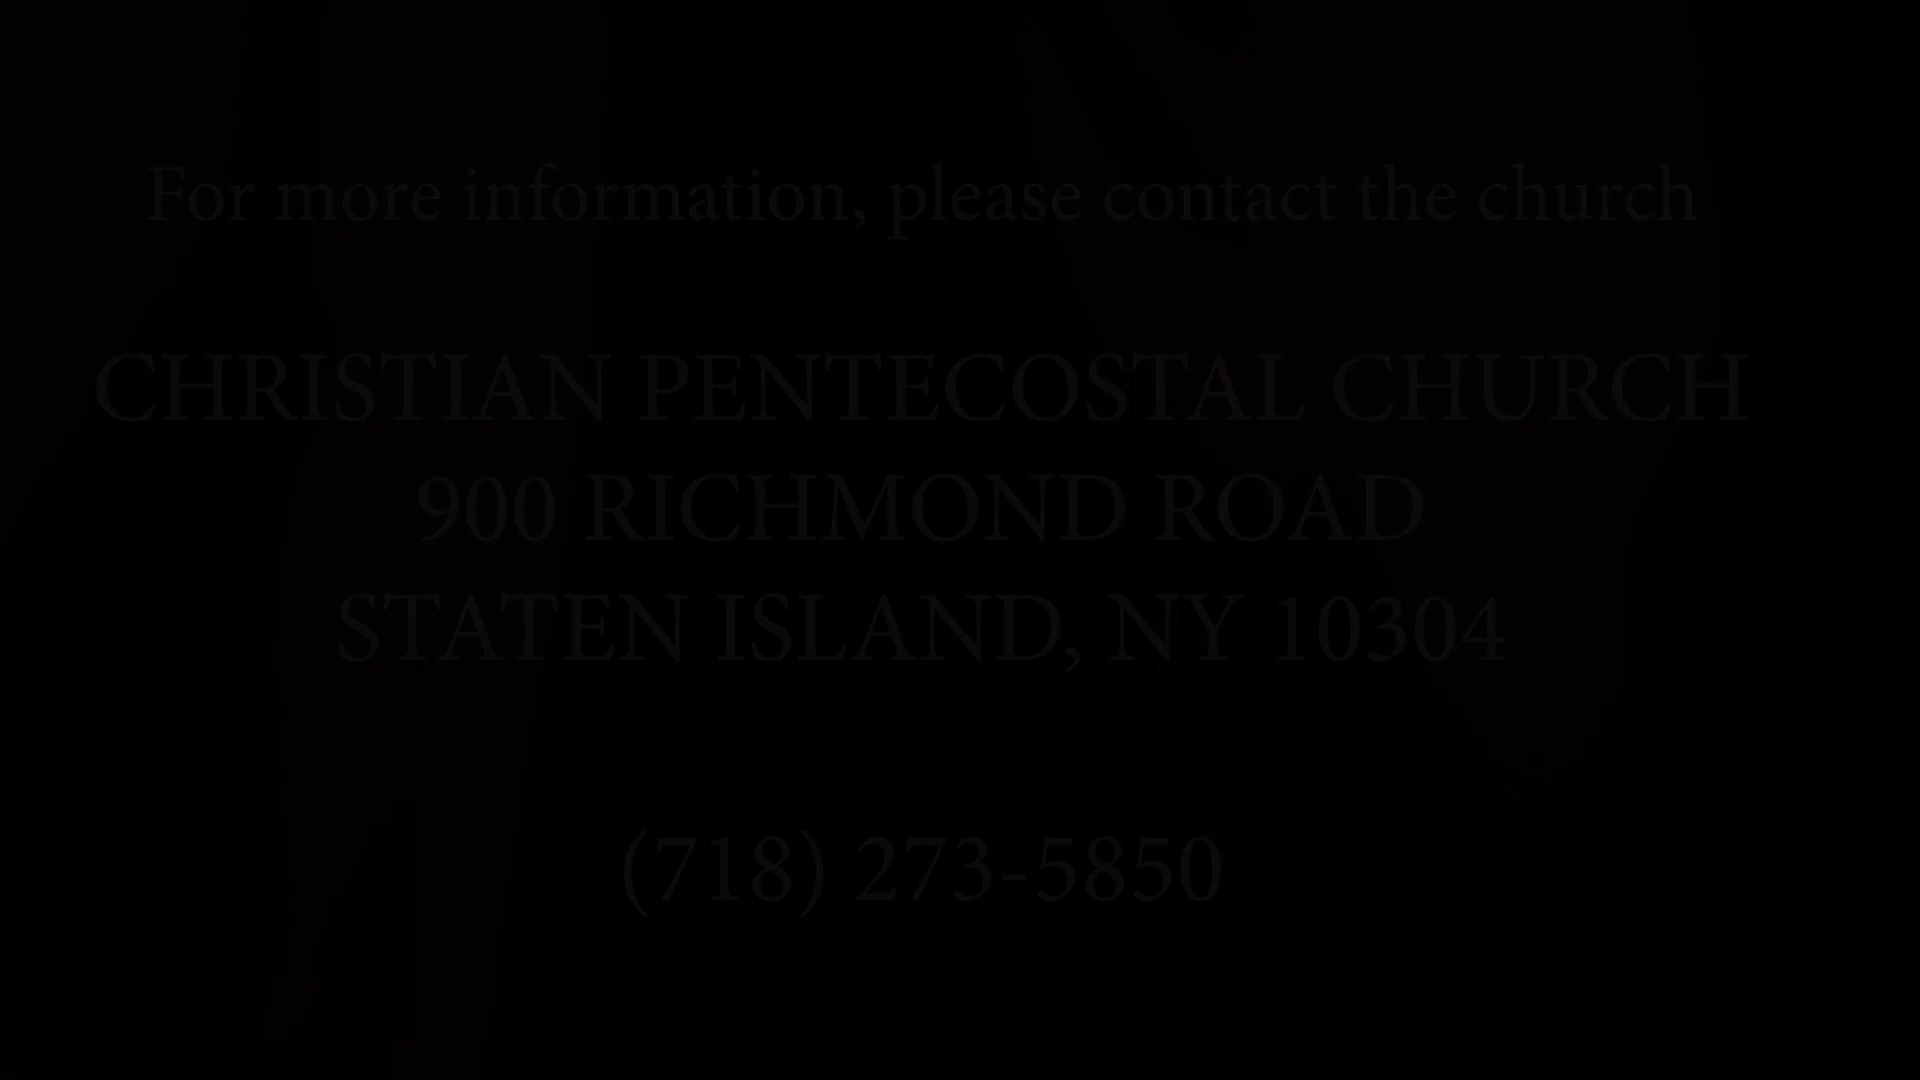 For more information, please contact the church
CHRISTIAN PENTECOSTAL CHURCH
900 RICHMOND ROAD
STATEN ISLAND, NY 10304
(718) 273-5850